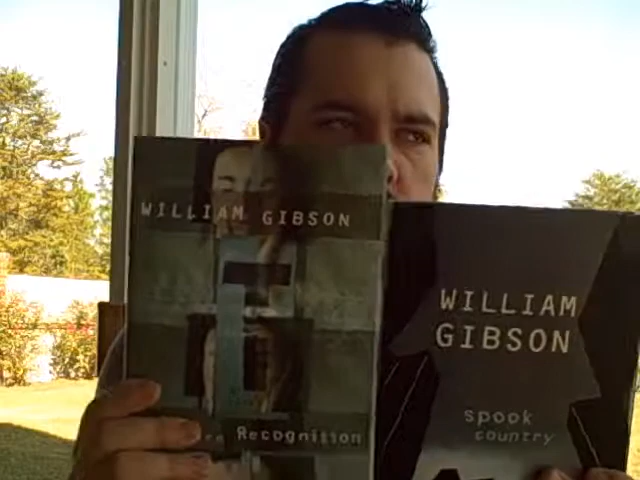 WILLIAM GIBSON
Recognition
WILLIAM
GIBSON
spook
country